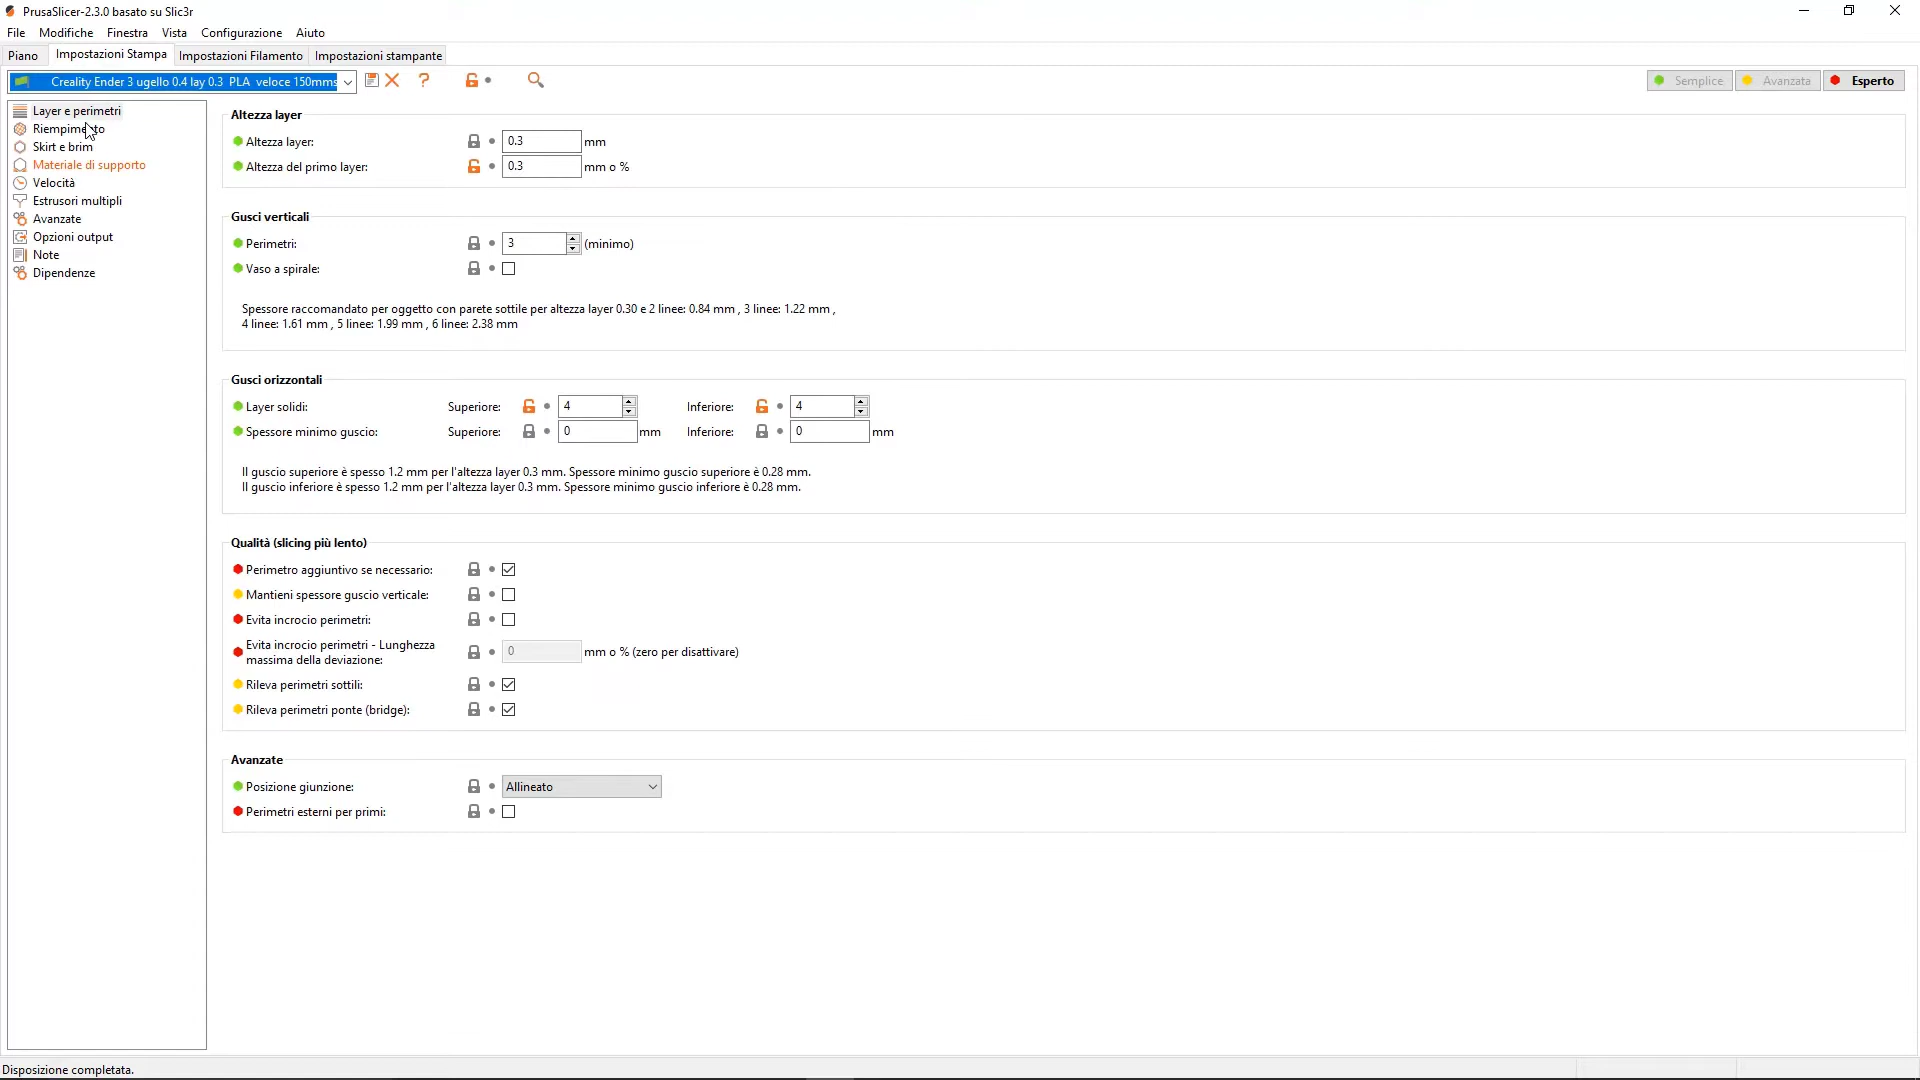 PrusaSlicer-2.3.0 basato su Slic3r
File Modifiche Finestra Vista Configurazione Aiuto
Piano Impostazioni Stampa Impostazioni Filamento Impostazioni stampante
Creality Ender 3 ugello 0.4 lay 0.3 PLA veloce 150mms
? Semplice Avanzata Esperto
Layer e perimetri
Riempimento
Skirt e brim
Materiale di supporto
Velocità
Estrusori multipli
Avanzate
Opzioni output
Note
Dipendenze
Altezza layer
Altezza layer: 0.3 mm
Altezza del primo layer: 0.3 mm o %
Gusci verticali
Perimetri: 3 (minimo)
Vaso a spirale:
Spessore raccomandato per oggetto con parete sottile per altezza layer 0.30 e 2 linee: 0.84 mm , 3 linee: 1.22 mm ,
4 linee: 1.61 mm , 5 linee: 1.99 mm , 6 linee: 2.38 mm
Gusci orizzontali
Layer solidi: Superiore: 4 Inferiore: 4
Spessore minimo guscio: Superiore: 0 mm Inferiore: 0 mm
Il guscio superiore è spesso 1.2 mm per l'altezza layer 0.3 mm. Spessore minimo guscio superiore è 0.28 mm.
Il guscio inferiore è spesso 1.2 mm per l'altezza layer 0.3 mm. Spessore minimo guscio inferiore è 0.28 mm.
Qualità (slicing più lento)
Perimetro aggiuntivo se necessario:
Mantieni spessore guscio verticale:
Evita incrocio perimetri:
Evita incrocio perimetri - Lunghezza
massima della deviazione: 0 mm o % (zero per disattivare)
Rileva perimetri sottili:
Rileva perimetri ponte (bridge):
Avanzate
Posizione giunzione: Allineato
Perimetri esterni per primi:
Disposizione completata.